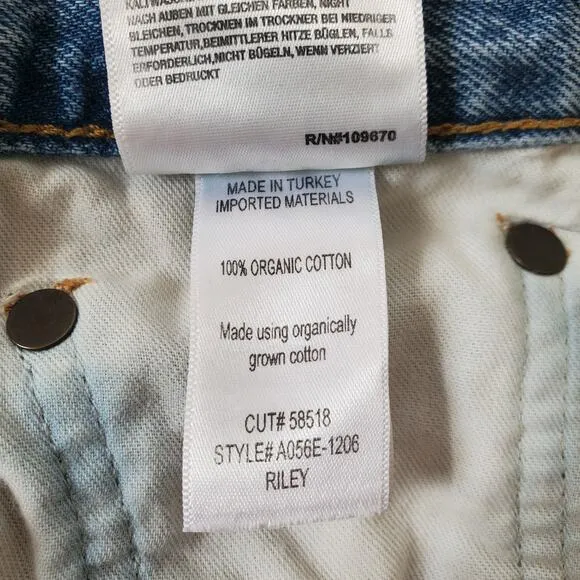 NACH AUßEN MIT GLEICHEN FARBEN, NIGHT
BLEICHEN, TROCKNEN IM TROCKNER BEI NIEDRIGER
TEMPERATUR,BEIMITTLERER HITZE BÜGLEN, FALLS
ERFORDERLICH,NICHT BÜGELN, WENN VERZIERT
ODER BEDRUCKT
R/N#109670
MADE IN TURKEY
IMPORTED MATERIALS
100% ORGANIC COTTON
Made using organically
grown cotton
CUT# 58518
STYLE# A056E-1206
RILEY